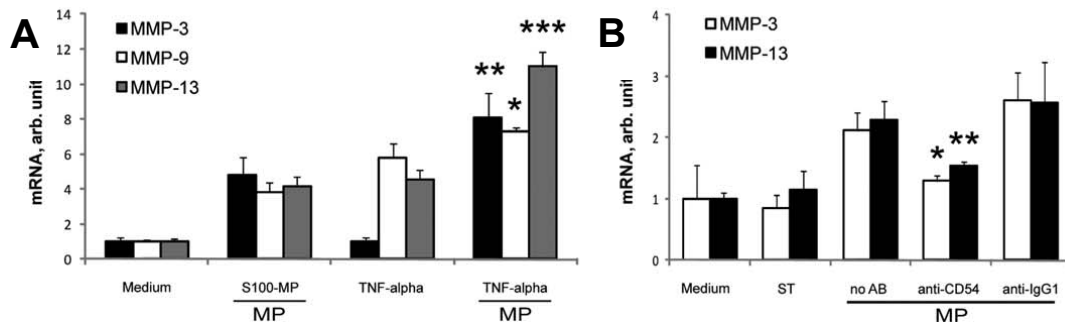 A
mRNA, arb. unit
14
12
10
8
6
4
2
0
MMP-3
MMP-9
MMP-13
**
*
***
Medium
S100-MP
TNF-alpha
TNF-alpha
MP
MP
B
mRNA, arb. unit
4
3
2
1
0
MMP-3
MMP-13
*
**
Medium
ST
no AB
anti-CD54
anti-IgG1
MP